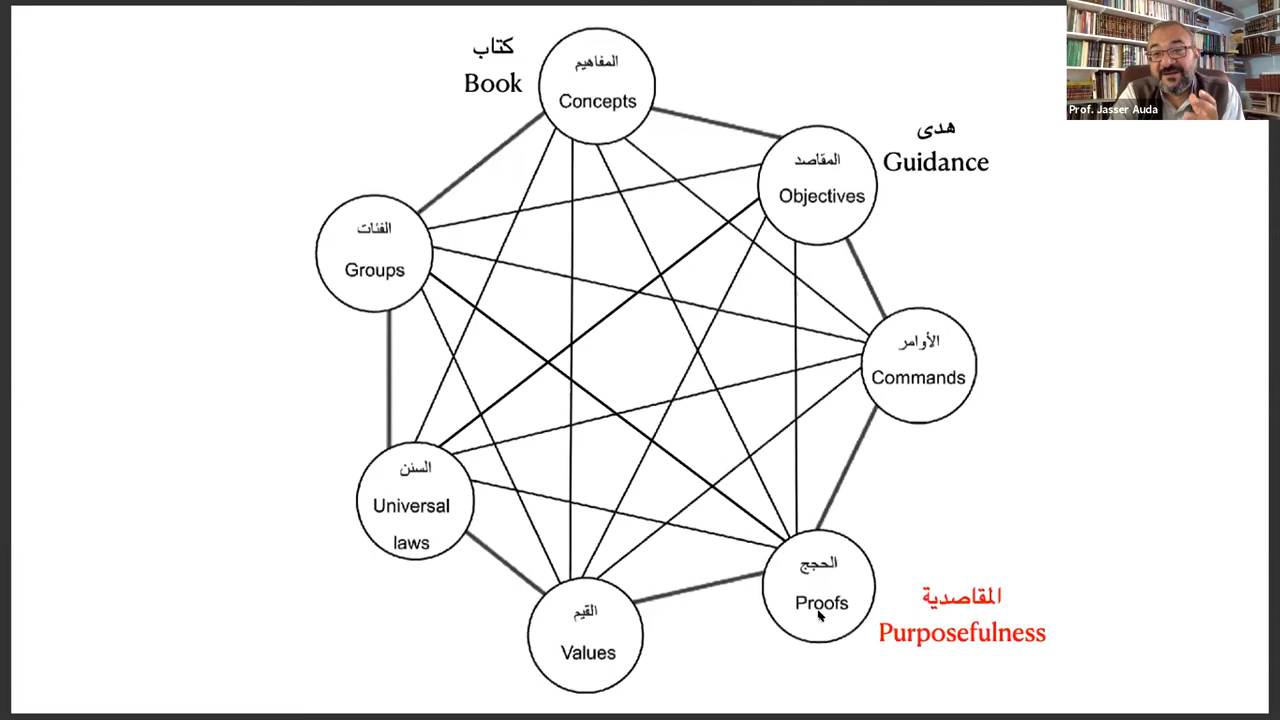 كتاب
Book
المفاهيم
Concepts
Prof. Jasser Auda
هدى
Guidance
المقاصد
Objectives
الفئات
Groups
الأوامر
Commands
السنن
Universal
laws
الحجج
Proofs
المقاصدية
Purposefulness
القيم
Values